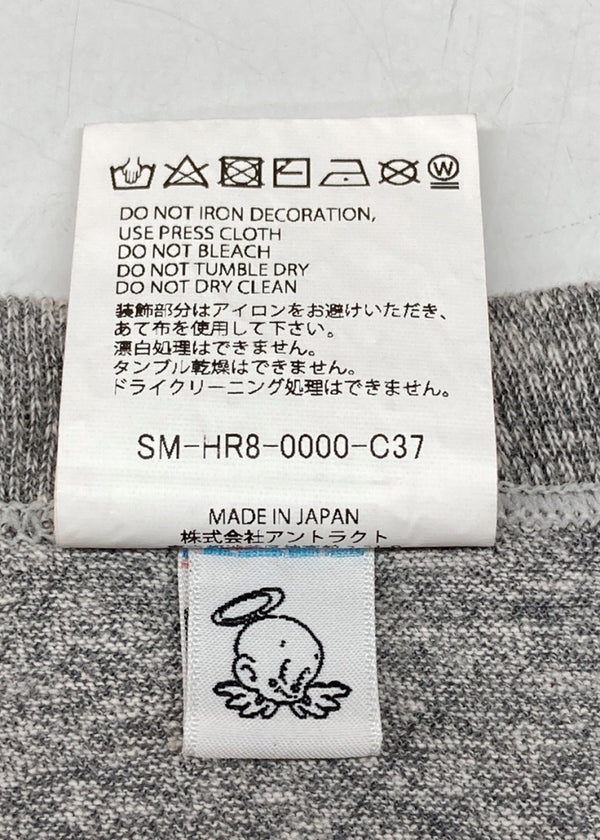 W
DO NOT IRON DECORATION,
USE PRESS CLOTH
DO NOT BLEACH
DO NOT TUMBLE DRY
DO NOT DRY CLEAN
装飾部分はアイロンをお避けいただき、
あて布を使用して下さい。
漂白処理はできません。
タンブル乾燥はできません。
ドライクリーニング処理はできません。
SM-HR8-0000-C37
MADE IN JAPAN
株式会社アントラクト